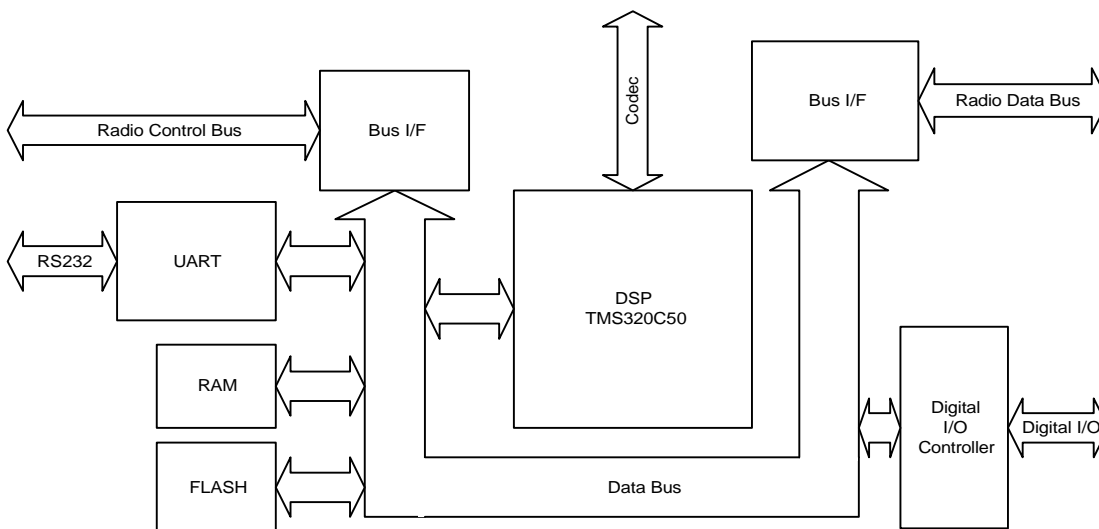 Codec
Bus I/F
Radio Data Bus
Radio Control Bus
Bus I/F
RS232
UART
DSP
TMS320C50
RAM
Digital
I/O
Controller
Digital I/O
FLASH
Data Bus